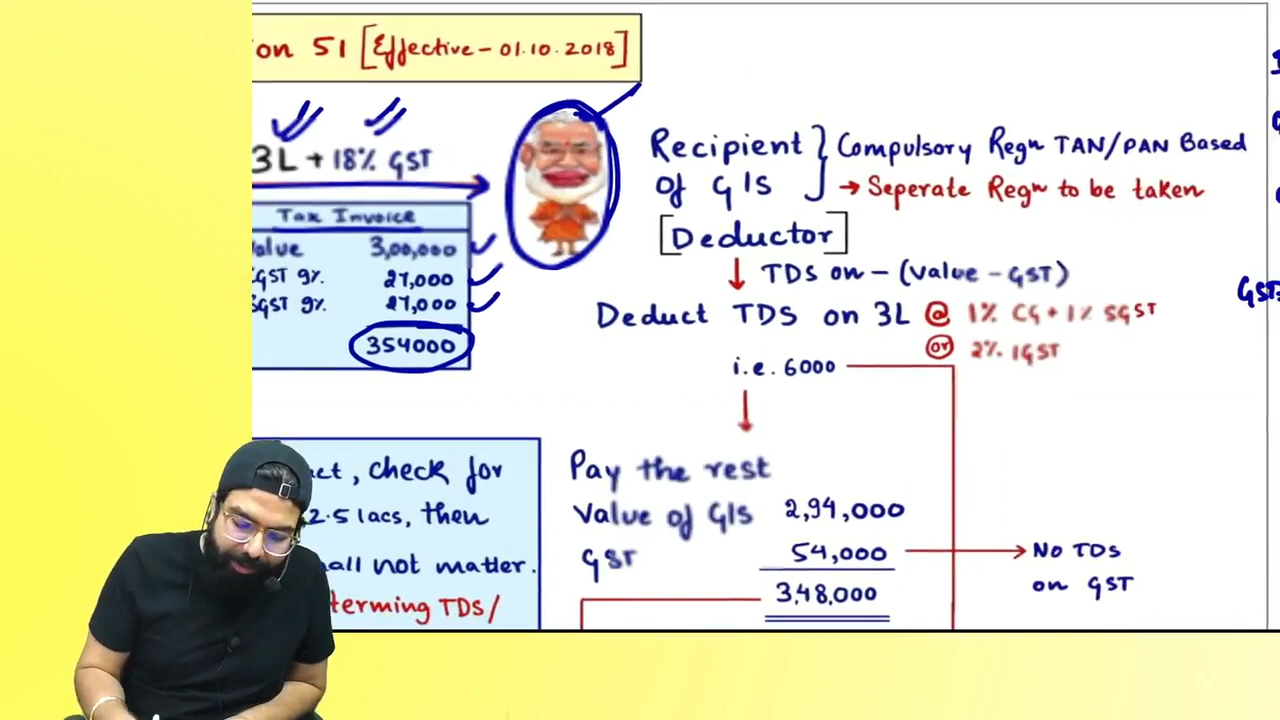 on 51 [Effective - 01.10.2018]
3L + 18% GST
Tax Invoice
alue 3,00,000
CGST 9% 27,000
SGST 9% 27,000
354000
Recipient of G|S } Compulsory Regn TAN/PAN Based
→ Seperate Regn to be taken
[Deductor]
↓ TDS on - (Value - GST)
Deduct TDS on 3L @ 1% CG + 1% SGST
or 2% IGST
i.e. 6000
Pay the rest
Value of G|S 2,94,000
GST 54,000 → No TDS
on GST
3,48,000
ct, check for
2.5 lacs, then
all not matter.
terming TDS/
GST